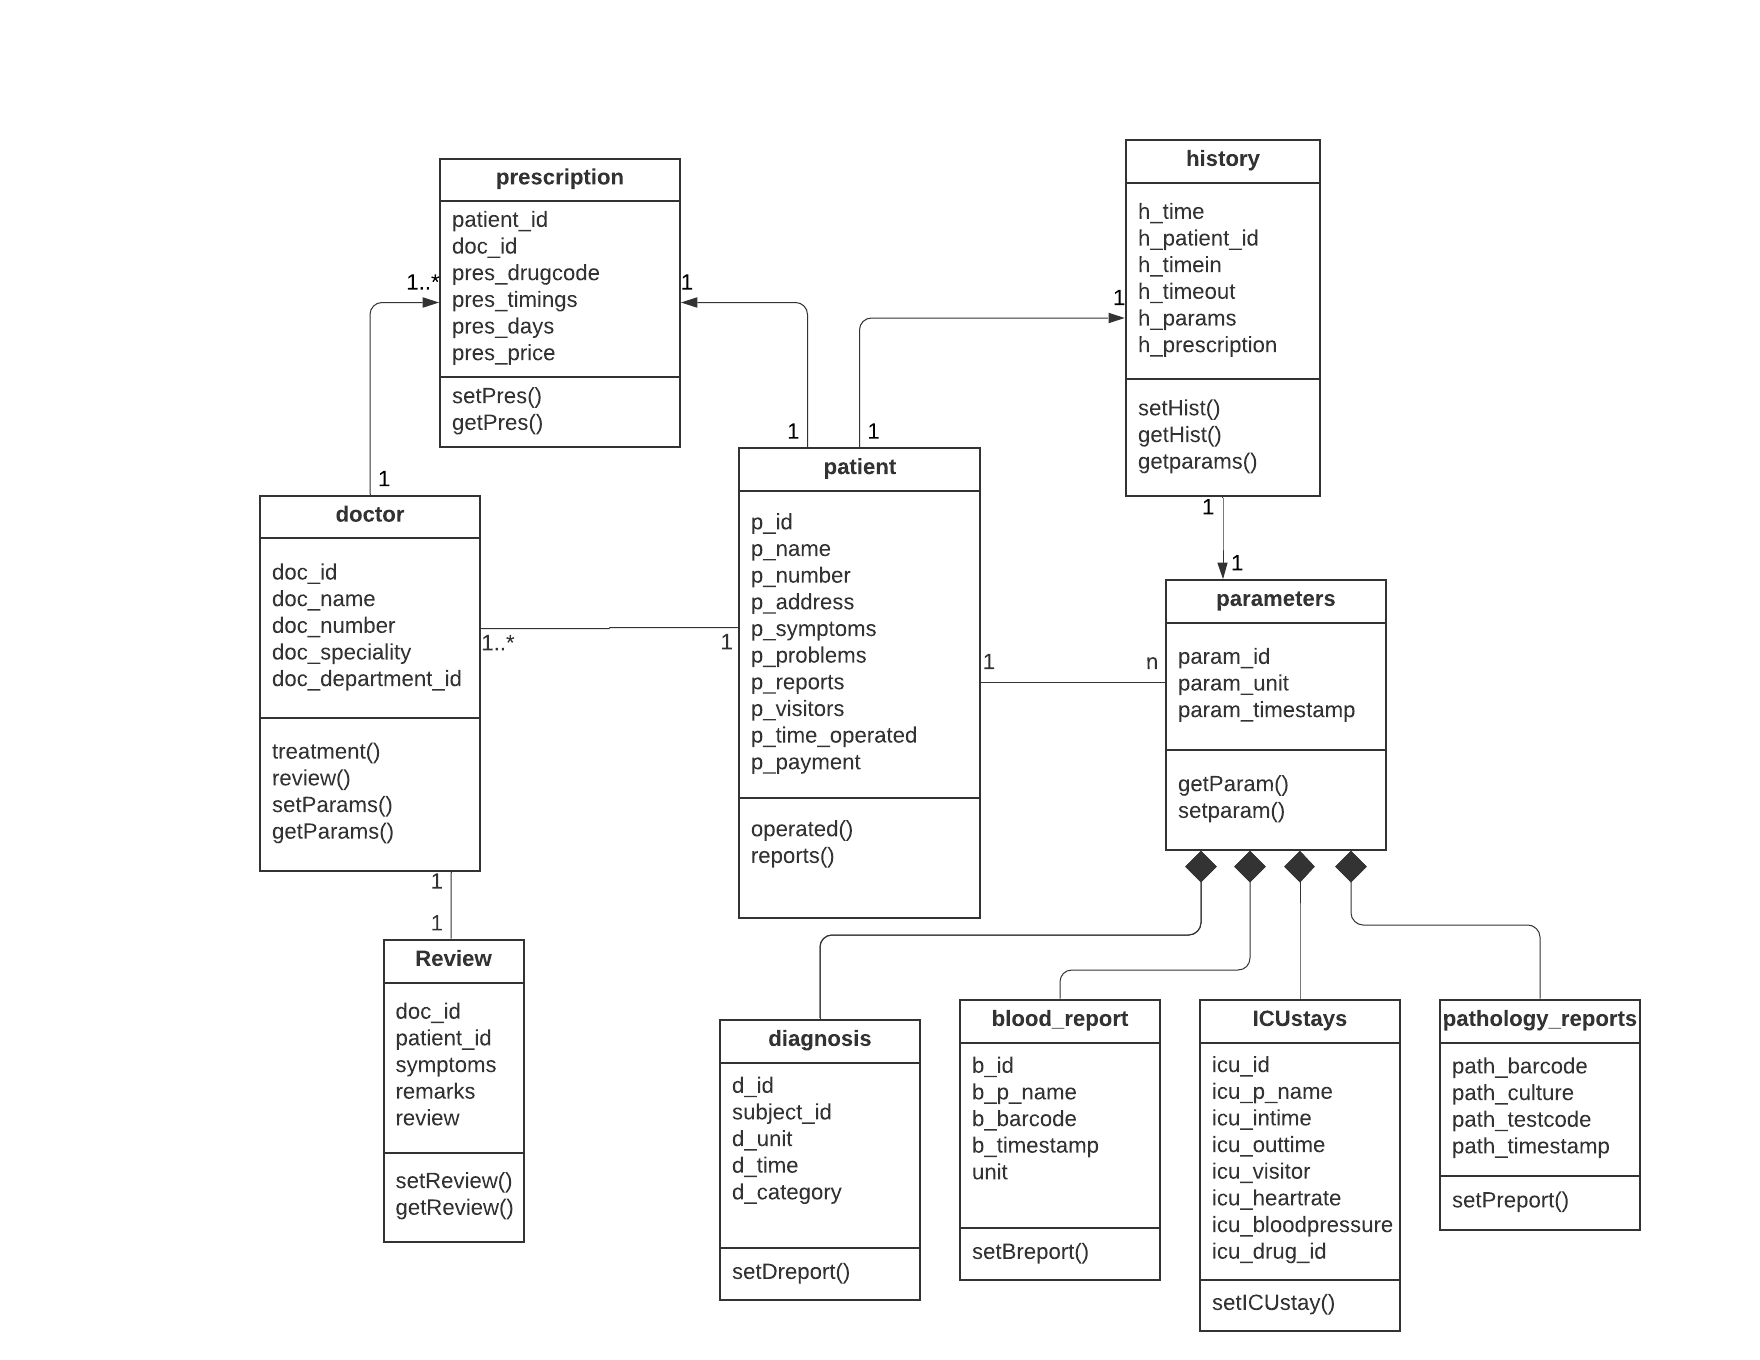 prescription
patient_id
doc_id
pres_drugcode
pres_timings
pres_days
pres_price
setPres()
getPres()
1..*
1
1
1
history
h_time
h_patient_id
h_timein
h_timeout
h_params
h_prescription
setHist()
getHist()
getparams()
1
1
1
1
doctor
doc_id
doc_name
doc_number
doc_speciality
doc_department_id
treatment()
review()
setParams()
getParams()
1..*
1
patient
p_id
p_name
p_number
p_address
p_symptoms
p_problems
p_reports
p_visitors
p_time_operated
p_payment
operated()
reports()
1
n
parameters
param_id
param_unit
param_timestamp
getParam()
setparam()
1
1
Review
doc_id
patient_id
symptoms
remarks
review
setReview()
getReview()
diagnosis
d_id
subject_id
d_unit
d_time
d_category
setDreport()
blood_report
b_id
b_p_name
b_barcode
b_timestamp
unit
setBreport()
ICUstays
icu_id
icu_p_name
icu_intime
icu_outtime
icu_visitor
icu_heartrate
icu_bloodpressure
icu_drug_id
setICUstay()
pathology_reports
path_barcode
path_culture
path_testcode
path_timestamp
setPreport()